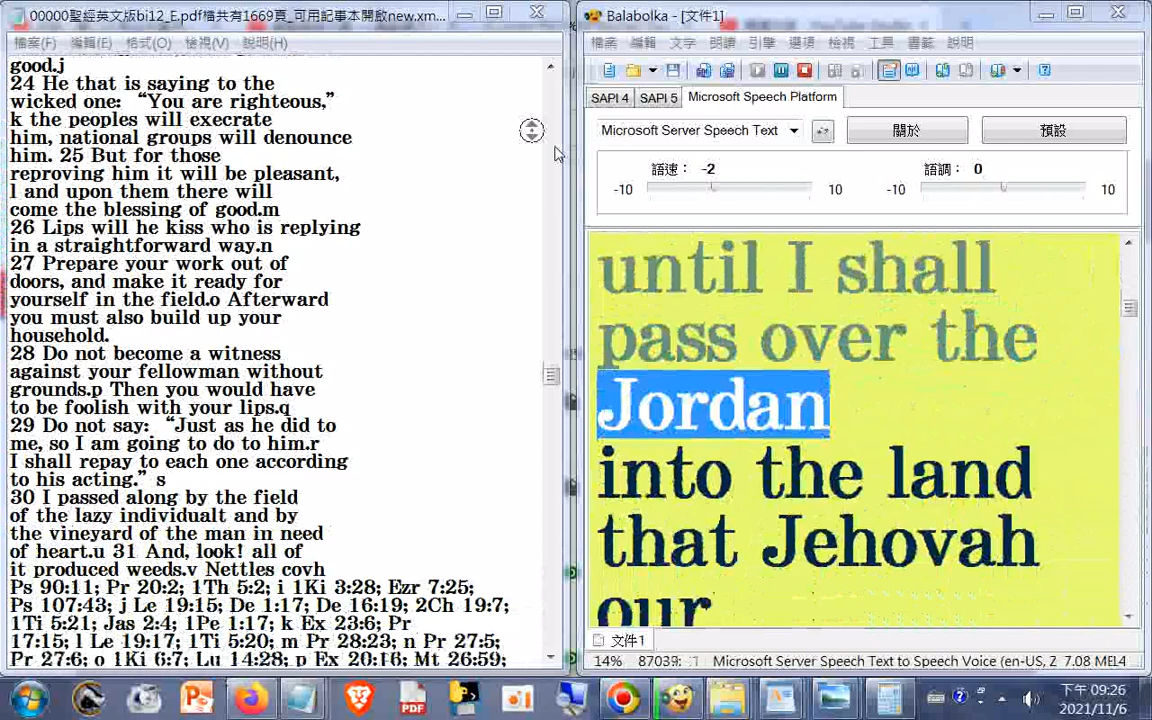 00000聖經英文版bi12_E.pdf檔共有1669頁_可用記事本開啟new.xm...
檔案(F) 編輯(E) 格式(O) 檢視(V) 說明(H)
good.j
24 He that is saying to the
wicked one: “You are righteous,”
k the peoples will execrate
him, national groups will denounce
him. 25 But for those
reproving him it will be pleasant,
l and upon them there will
come the blessing of good.m
26 Lips will he kiss who is replying
in a straightforward way.n
27 Prepare your work out of
doors, and make it ready for
yourself in the field.o Afterward
you must also build up your
household.
28 Do not become a witness
against your fellowman without
grounds.p Then you would have
to be foolish with your lips.q
29 Do not say: “Just as he did to
me, so I am going to do to him.r
I shall repay to each one according
to his acting.” s
30 I passed along by the field
of the lazy individualt and by
the vineyard of the man in need
of heart.u 31 And, look! all of
it produced weeds.v Nettles covh
Ps 90:11; Pr 20:2; 1Th 5:2; i 1Ki 3:28; Ezr 7:25;
Ps 107:43; j Le 19:15; De 1:17; De 16:19; 2Ch 19:7;
1Ti 5:21; Jas 2:4; 1Pe 1:17; k Ex 23:6; Pr
17:15; l Le 19:17; 1Ti 5:20; m Pr 28:23; n Pr 27:5;
Pr 27:6; o 1Ki 6:7; Lu 14:28; p Ex 20:16; Mt 26:59;
Balabolka - [文件1]
檔案 編輯 文字 朗讀 引擎 選項 檢視 工具 書籤 說明
SAPI 4 SAPI 5 Microsoft Speech Platform
Microsoft Server Speech Text 關於 預設
語速: -2 語調: 0
-10 10 -10 10
until I shall
pass over the
Jordan
into the land
that Jehovah
our
文件1
14% 87039: Microsoft Server Speech Text to Speech Voice (en-US, Z 7.08 ME
下午 09:26
2021/11/6